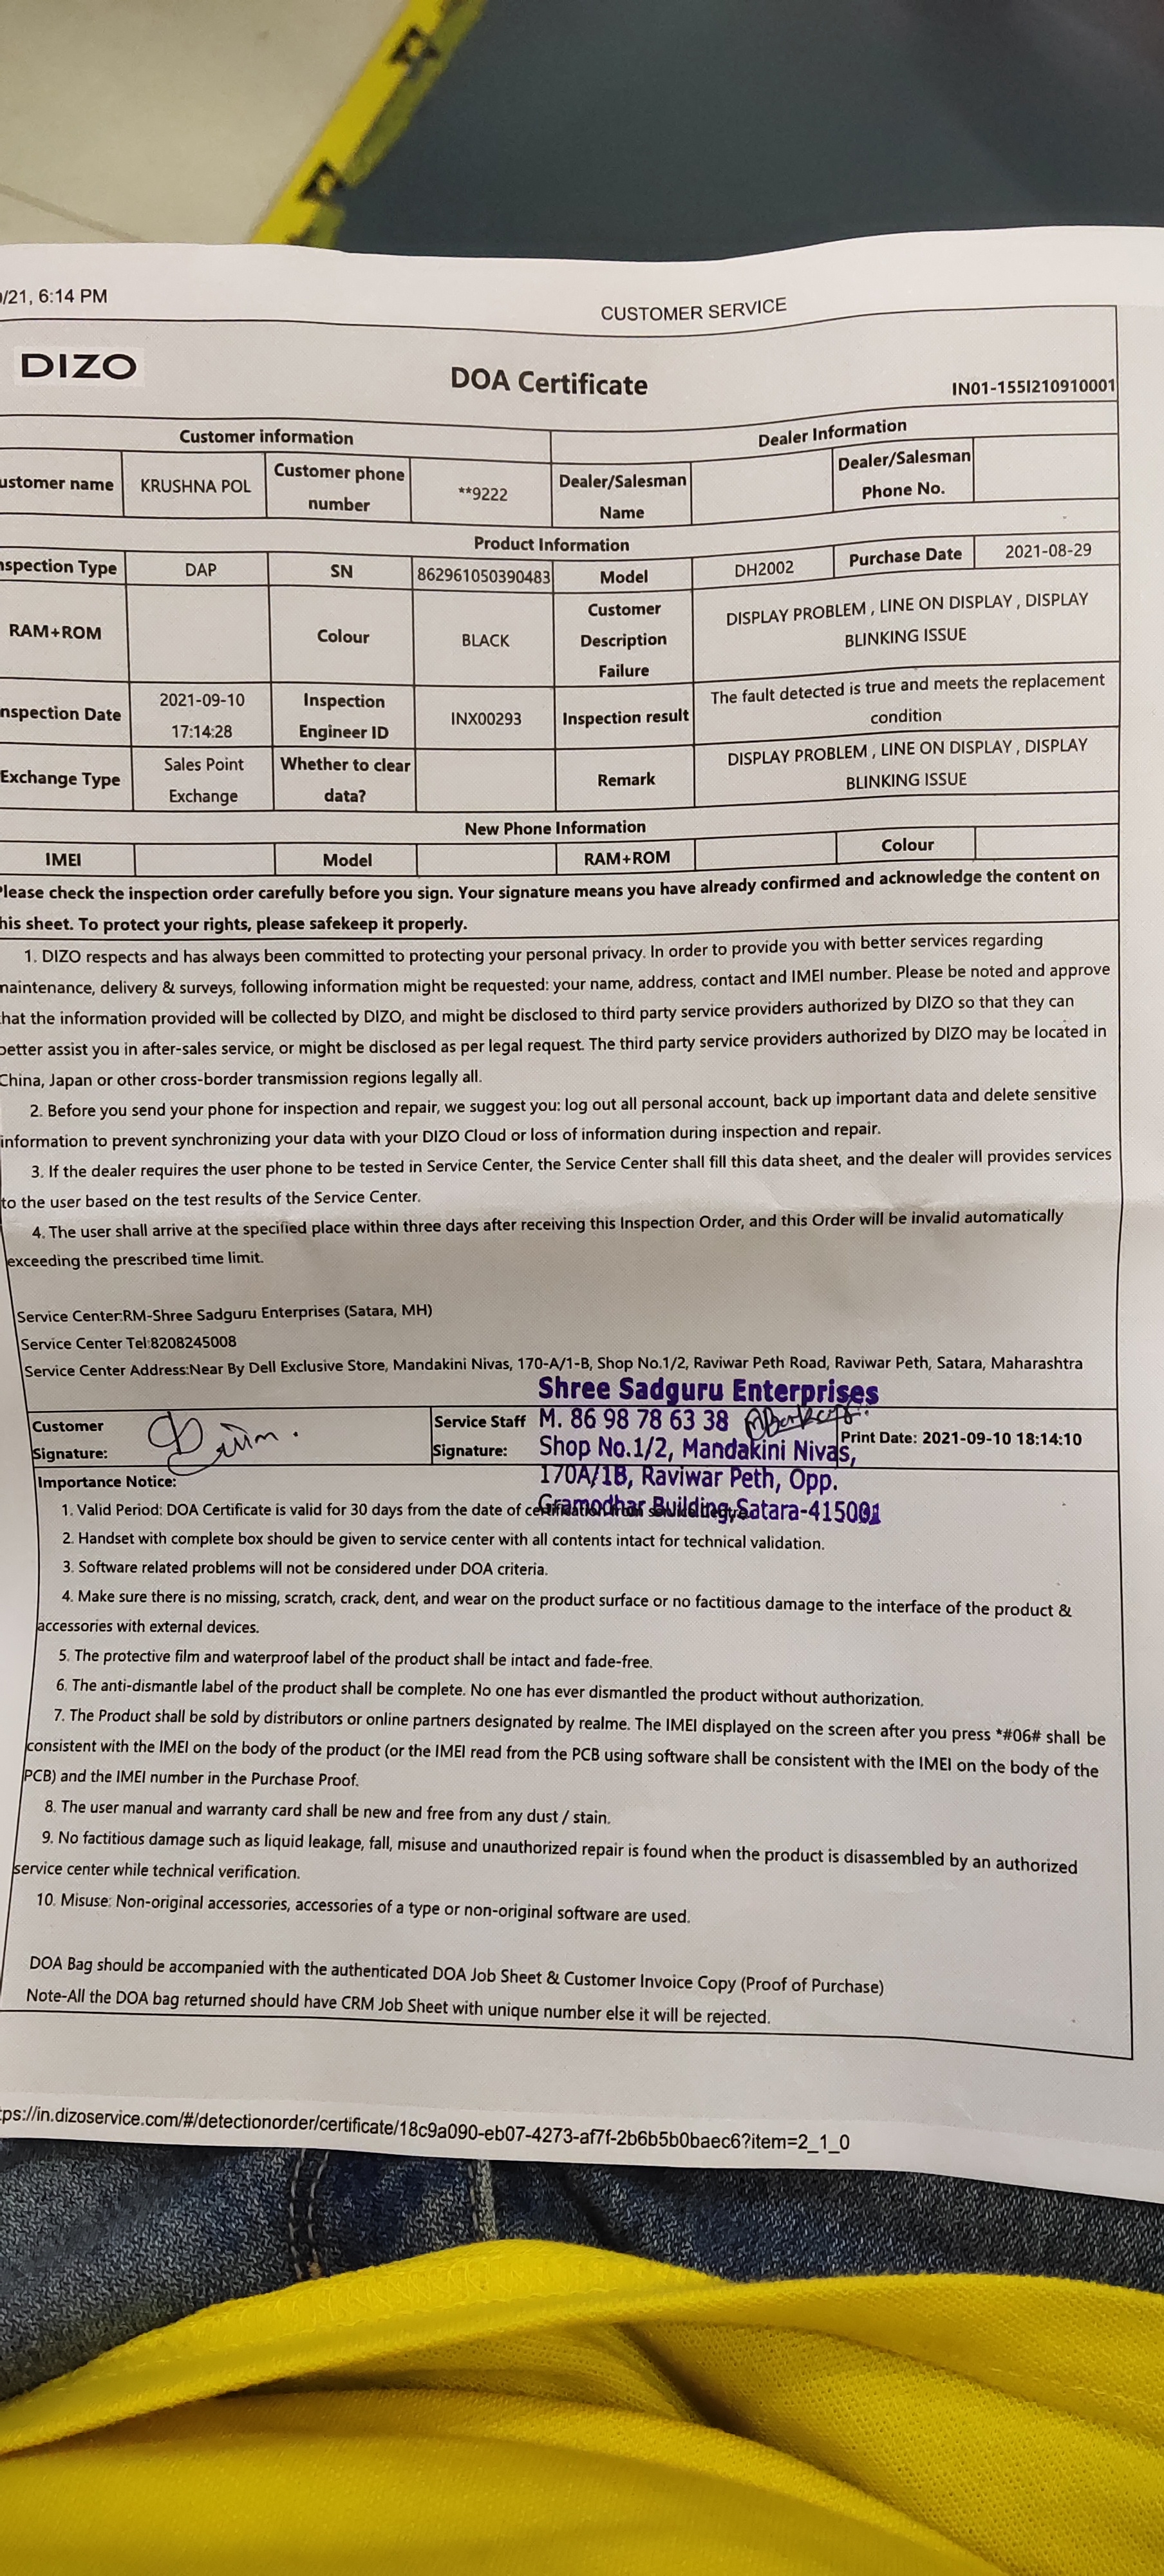 /21, 6:14 PM
CUSTOMER SERVICE
DIZO
DOA Certificate
IN01-155I210910001
Customer information
Dealer Information
ustomer name
KRUSHNA POL
Customer phone number
**9222
Dealer/Salesman Name
Dealer/Salesman Phone No.
Product Information
nspection Type
DAP
SN
862961050390483
Model
DH2002
Purchase Date
2021-08-29
RAM+ROM
Colour
BLACK
Customer Description Failure
DISPLAY PROBLEM , LINE ON DISPLAY , DISPLAY
BLINKING ISSUE
nspection Date
2021-09-10
17:14:28
Inspection Engineer ID
INX00293
Inspection result
The fault detected is true and meets the replacement
condition
Exchange Type
Sales Point
Exchange
Whether to clear data?
Remark
DISPLAY PROBLEM , LINE ON DISPLAY , DISPLAY
BLINKING ISSUE
New Phone Information
IMEI
Model
RAM+ROM
Colour
Please check the inspection order carefully before you sign. Your signature means you have already confirmed and acknowledge the content on
his sheet. To protect your rights, please safekeep it properly.
1. DIZO respects and has always been committed to protecting your personal privacy. In order to provide you with better services regarding
maintenance, delivery & surveys, following information might be requested: your name, address, contact and IMEI number. Please be noted and approve
that the information provided will be collected by DIZO, and might be disclosed to third party service providers authorized by DIZO so that they can
better assist you in after-sales service, or might be disclosed as per legal request. The third party service providers authorized by DIZO may be located in
China, Japan or other cross-border transmission regions legally all.
2. Before you send your phone for inspection and repair, we suggest you: log out all personal account, back up important data and delete sensitive
information to prevent synchronizing your data with your DIZO Cloud or loss of information during inspection and repair.
3. If the dealer requires the user phone to be tested in Service Center, the Service Center shall fill this data sheet, and the dealer will provides services
to the user based on the test results of the Service Center.
4. The user shall arrive at the specified place within three days after receiving this Inspection Order, and this Order will be invalid automatically
exceeding the prescribed time limit.
Service Center:RM-Shree Sadguru Enterprises (Satara, MH)
Service Center Tel:8208245008
Service Center Address:Near By Dell Exclusive Store, Mandakini Nivas, 170-A/1-B, Shop No.1/2, Raviwar Peth Road, Raviwar Peth, Satara, Maharashtra
Shree Sadguru Enterprises
M. 86 98 78 63 38
Shop No.1/2, Mandakini Nivas,
170A/1B, Raviwar Peth, Opp.
Gramodhar Building, Satara-415001
Customer
Signature:
Service Staff
Signature:
Print Date: 2021-09-10 18:14:10
Importance Notice:
1. Valid Period: DOA Certificate is valid for 30 days from the date of certification from service
2. Handset with complete box should be given to service center with all contents intact for technical validation.
3. Software related problems will not be considered under DOA criteria.
4. Make sure there is no missing, scratch, crack, dent, and wear on the product surface or no factitious damage to the interface of the product &
accessories with external devices.
5. The protective film and waterproof label of the product shall be intact and fade-free.
6. The anti-dismantle label of the product shall be complete. No one has ever dismantled the product without authorization.
7. The Product shall be sold by distributors or online partners designated by realme. The IMEI displayed on the screen after you press *#06# shall be
consistent with the IMEI on the body of the product (or the IMEI read from the PCB using software shall be consistent with the IMEI on the body of the
PCB) and the IMEI number in the Purchase Proof.
8. The user manual and warranty card shall be new and free from any dust / stain.
9. No factitious damage such as liquid leakage, fall, misuse and unauthorized repair is found when the product is disassembled by an authorized
service center while technical verification.
10. Misuse: Non-original accessories, accessories of a type or non-original software are used.
DOA Bag should be accompanied with the authenticated DOA Job Sheet & Customer Invoice Copy (Proof of Purchase)
Note-All the DOA bag returned should have CRM Job Sheet with unique number else it will be rejected.
tps://in.dizoservice.com/#/detectionorder/certificate/18c9a090-eb07-4273-af7f-2b6b5b0baec6?item=2_1_0